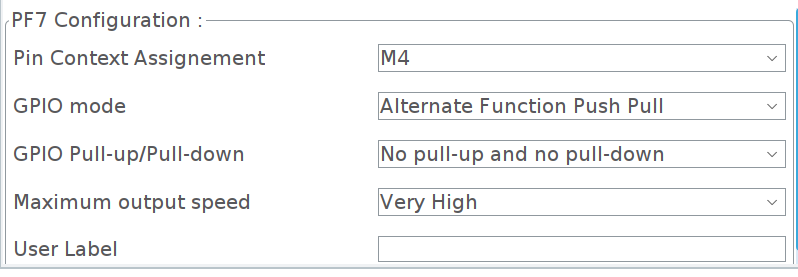 PF7 Configuration :
Pin Context Assignement M4
GPIO mode Alternate Function Push Pull
GPIO Pull-up/Pull-down No pull-up and no pull-down
Maximum output speed Very High
User Label